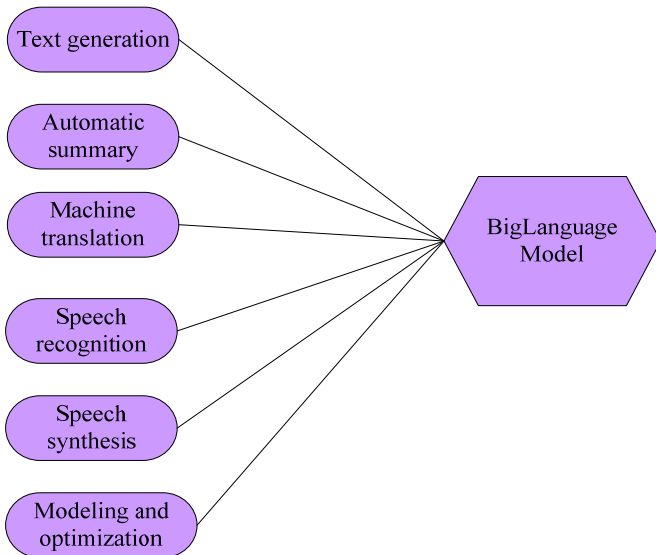 Text generation
Automatic
summary
Machine
translation
BigLanguage
Model
Speech
recognition
Speech
synthesis
Modeling and
optimization